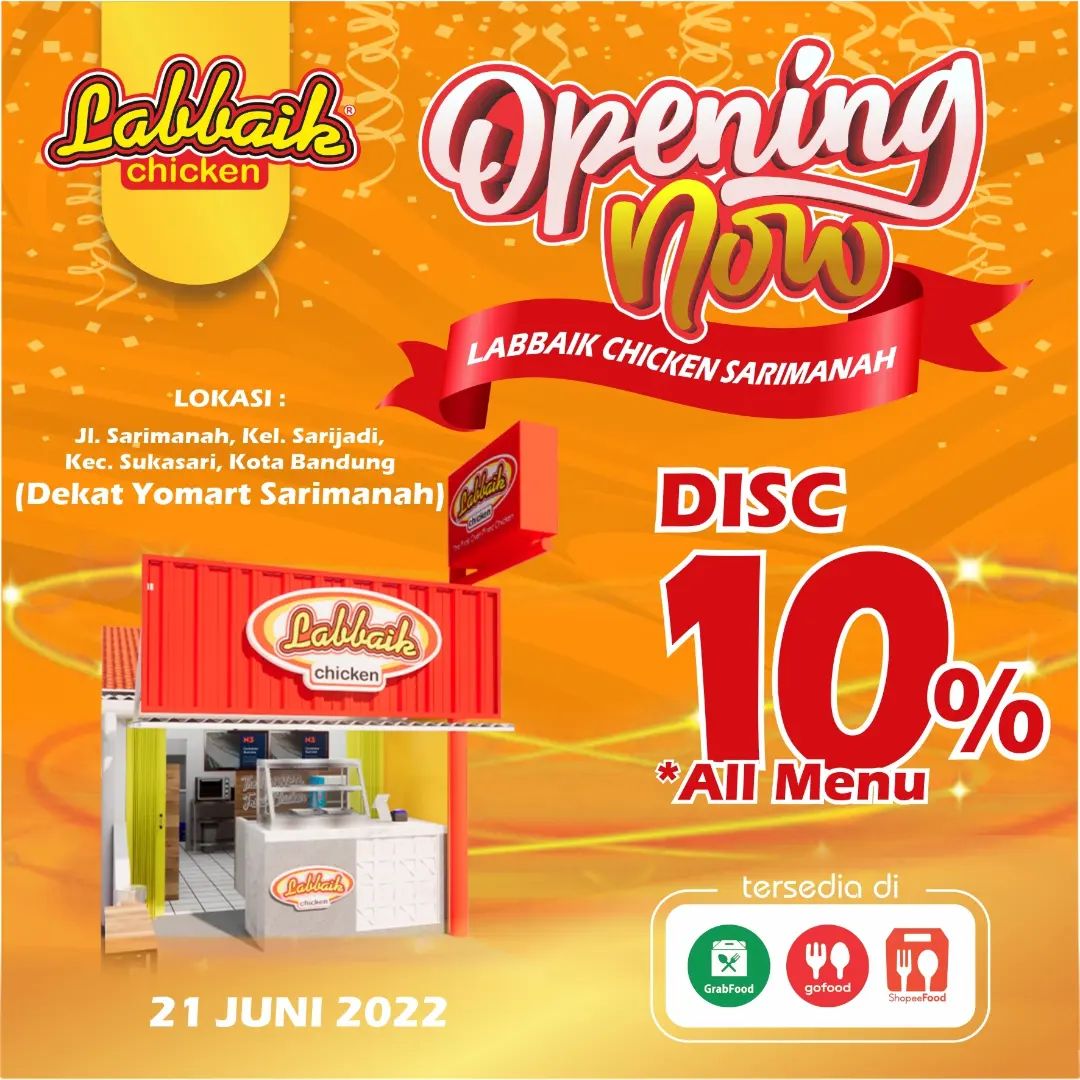 Labbaik®
chicken
Opening
Now
LABBAIK CHICKEN SARIMANAH
LOKASI :
Jl. Sarimanah, Kel. Sarijadi,
Kec. Sukasari, Kota Bandung
(Dekat Yomart Sarimanah)
Labbaik
chicken
Labbaik
chicken
Labbaik
chicken
DISC
10%
*All Menu
tersedia di
GrabFood
gofood
ShopeeFood
21 JUNI 2022